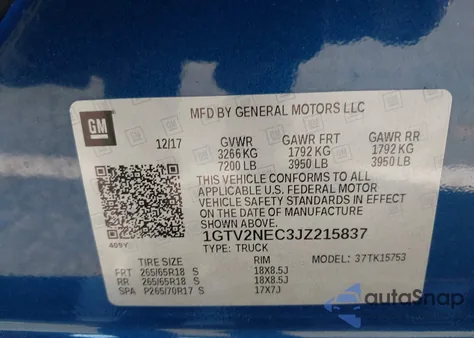 GM
MFD BY GENERAL MOTORS LLC
12/17 GVWR GAWR FRT GAWR RR
3266 KG 1792 KG 1792 KG
7200 LB 3950 LB 3950 LB
THIS VEHICLE CONFORMS TO ALL
APPLICABLE U.S. FEDERAL MOTOR
VEHICLE SAFETY STANDARDS IN EFFECT
ON THE DATE OF MANUFACTURE
SHOWN ABOVE.
1GTV2NEC3JZ215837
409Y TYPE: TRUCK
MODEL: 37TK15753
TIRE SIZE RIM
FRT 265/65R18 S 18X8.5J
RR 265/65R18 S 18X8.5J
SPA P265/70R17 S 17X7J
autoSnap